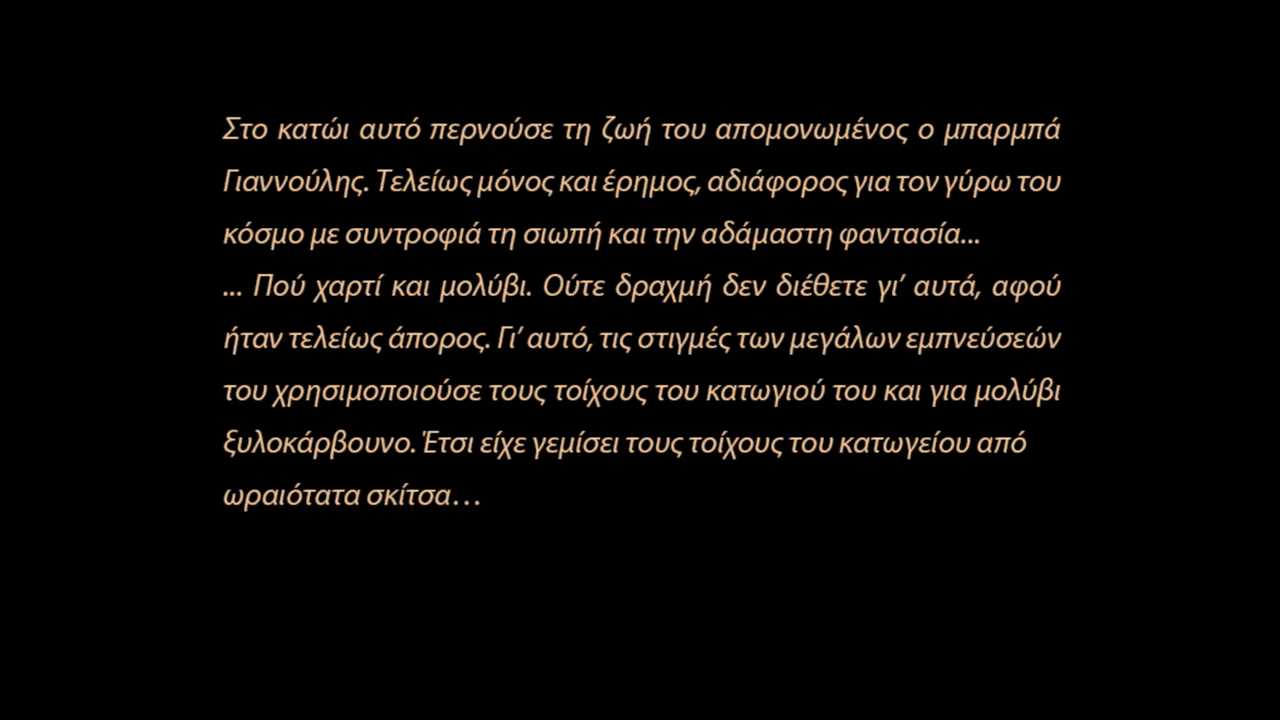 Στο κατώι αυτό περνούσε τη ζωή του απομονωμένος ο μπαρμπά
Γιαννούλης. Τελείως μόνος και έρημος, αδιάφορος για τον γύρω του
κόσμο με συντροφιά τη σιωπή και την αδάμαστη φαντασία...
... Πού χαρτί και μολύβι. Ούτε δραχμή δεν διέθετε γι’ αυτά, αφού
ήταν τελείως άπορος. Γι’ αυτό, τις στιγμές των μεγάλων εμπνεύσεών
του χρησιμοποιούσε τους τοίχους του κατωγιού του και για μολύβι
ξυλοκάρβουνο. Έτσι είχε γεμίσει τους τοίχους του κατωγείου από
ωραιότατα σκίτσα…